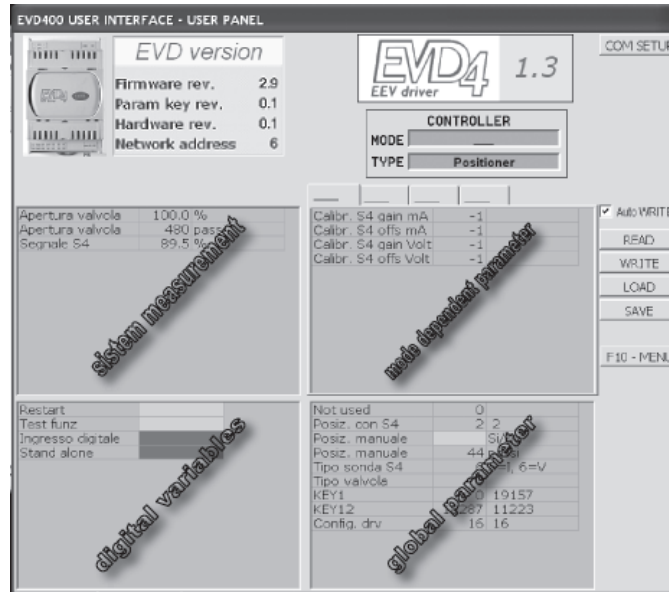 EVD400 USER INTERFACE - USER PANEL
EVD version
Firmware rev. 2.9
Param key rev. 0.1
Hardware rev. 0.1
Network address 6
EVD4
EEV driver
1.3
COM SETUP
CONTROLLER
MODE
TYPE Positioner
Apertura valvola 100.0 %
Apertura valvola 480
Segnale S4 89.5 %
sistem measurement
Calibr. S4 gain mA -1
Calibr. S4 offs mA -1
Calibr. S4 gain Volt -1
Calibr. S4 offs Volt -1
mode dependent parameter
Auto WRITE
READ
WRITE
LOAD
SAVE
F10 - MENU
Restart
Test funz
Ingresso digitale
Stand alone
digital variables
Not used 0
Posiz. con S4 2 2
Posiz. manuale
Posiz. manuale 44
Tipo sonda S4 6=V
Tipo valvola
KEY1 19157
KEY12 11223
Config. drv 16 16
global parameter